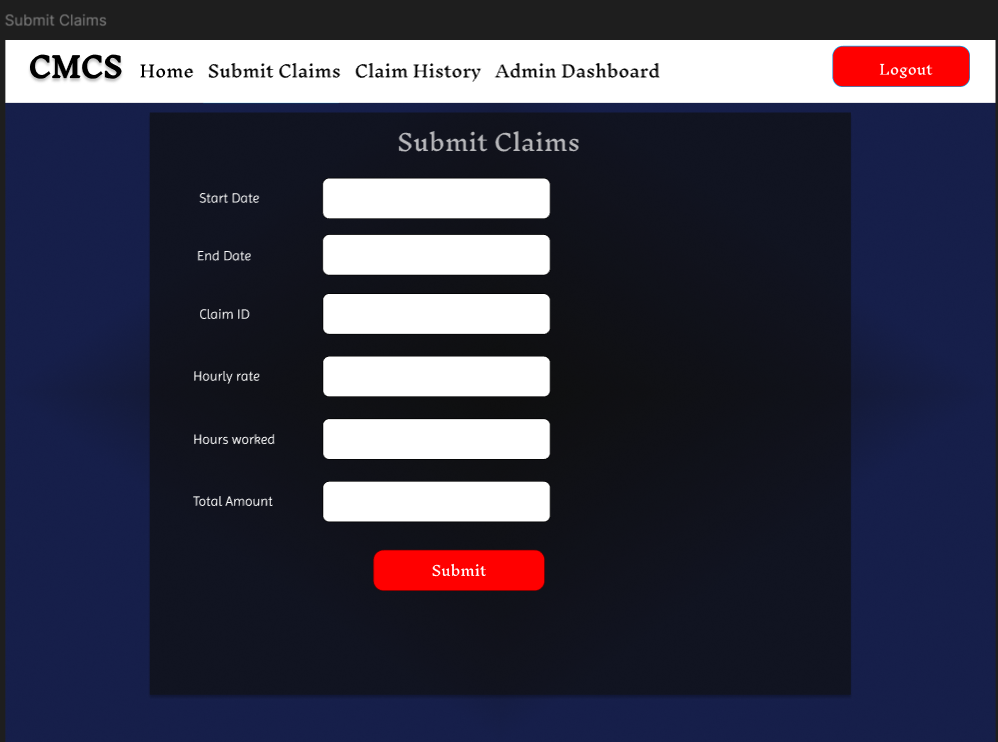 Submit Claims
CMCS Home Submit Claims Claim History Admin Dashboard Logout
Submit Claims
Start Date
End Date
Claim ID
Hourly rate
Hours worked
Total Amount
Submit